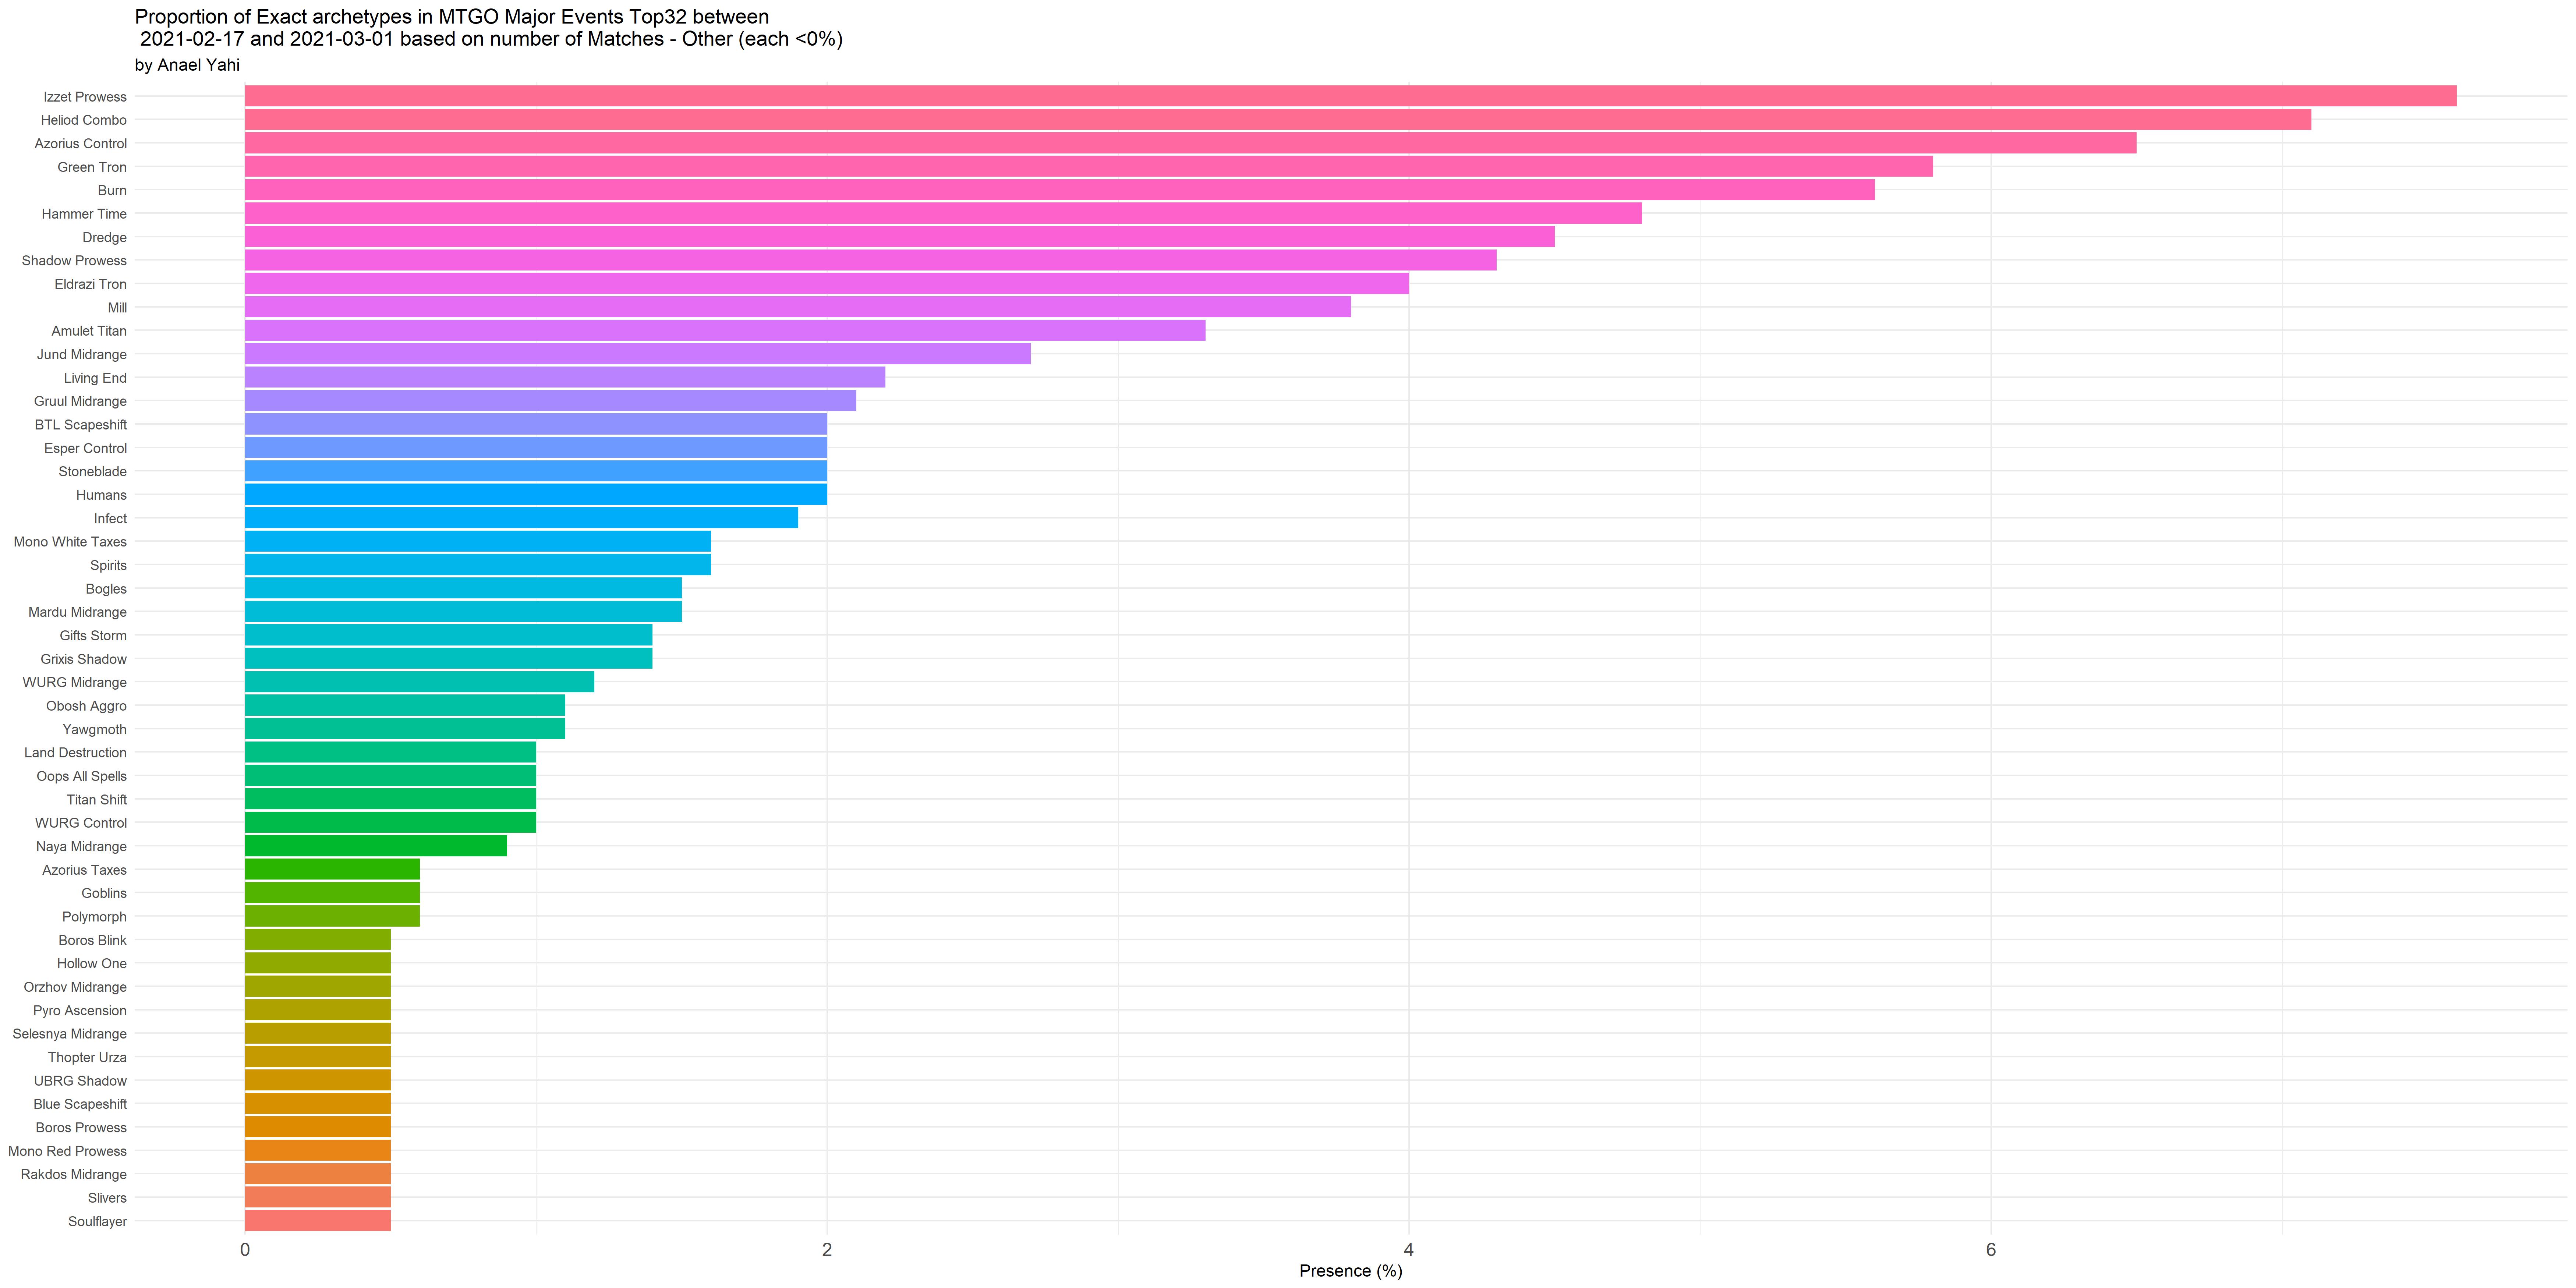 Proportion of Exact archetypes in MTGO Major Events Top32 between
2021-02-17 and 2021-03-01 based on number of Matches - Other (each <0%)
by Anael Yahi
Izzet Prowess
Heliod Combo
Azorius Control
Green Tron
Burn
Hammer Time
Dredge
Shadow Prowess
Eldrazi Tron
Mill
Amulet Titan
Jund Midrange
Living End
Gruul Midrange
BTL Scapeshift
Esper Control
Stoneblade
Humans
Infect
Mono White Taxes
Spirits
Bogles
Mardu Midrange
Gifts Storm
Grixis Shadow
WURG Midrange
Obosh Aggro
Yawgmoth
Land Destruction
Oops All Spells
Titan Shift
WURG Control
Naya Midrange
Azorius Taxes
Goblins
Polymorph
Boros Blink
Hollow One
Orzhov Midrange
Pyro Ascension
Selesnya Midrange
Thopter Urza
UBRG Shadow
Blue Scapeshift
Boros Prowess
Mono Red Prowess
Rakdos Midrange
Slivers
Soulflayer
0 2 4 6
Presence (%)